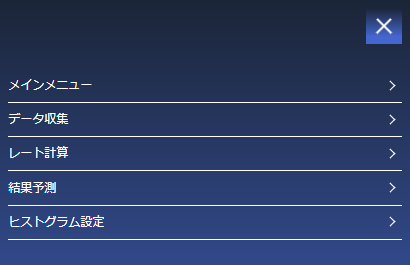 メインメニュー
データ収集
レート計算
結果予測
ヒストグラム設定